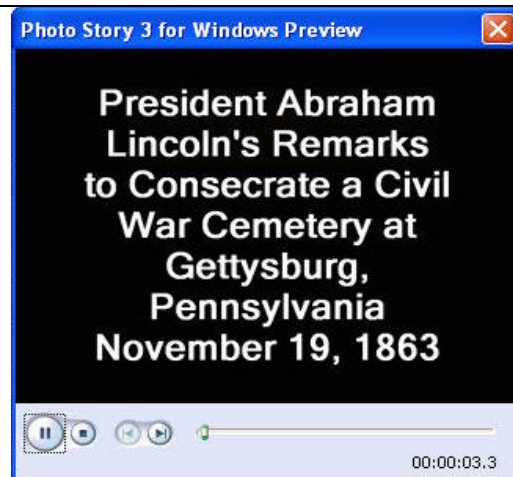 Photo Story 3 for Windows Preview
President Abraham
Lincoln's Remarks
to Consecrate a Civil
War Cemetery at
Gettysburg,
Pennsylvania
November 19, 1863
00:00:03.3